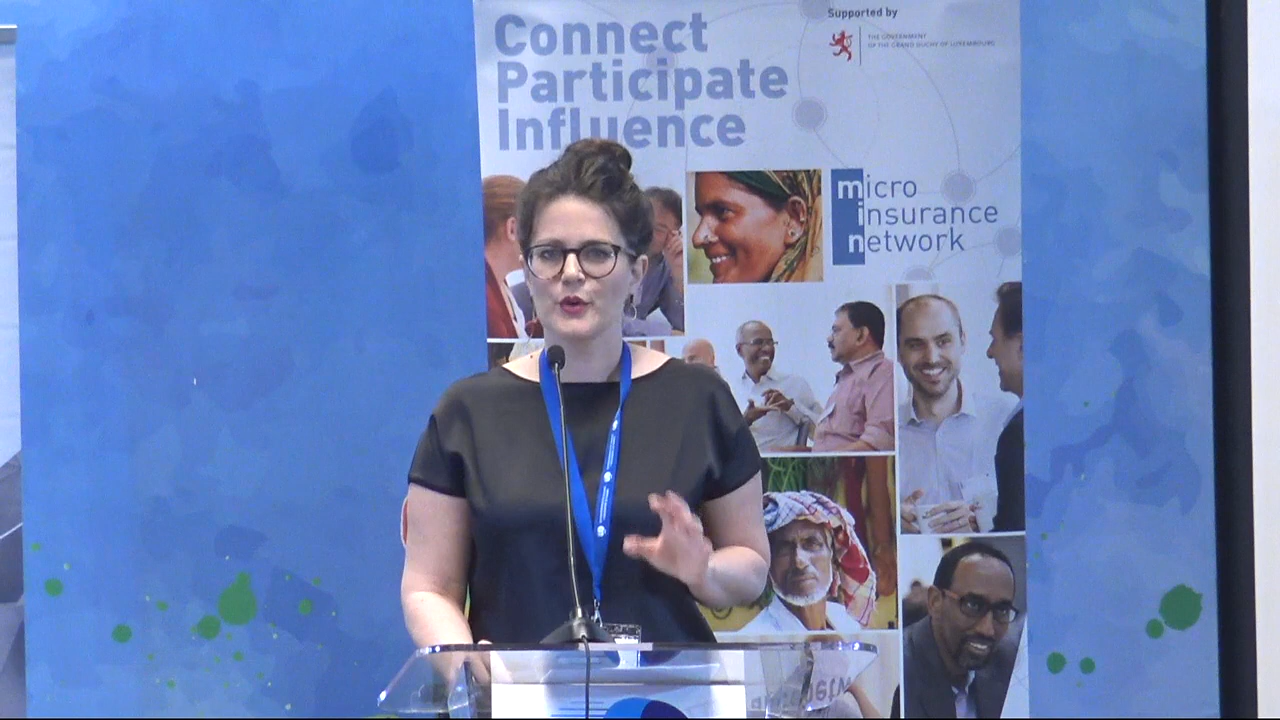 Connect
Participate
Influence
Supported by
THE GOVERNMENT
OF THE GRAND DUCHY OF LUXEMBOURG
micro
insurance
network